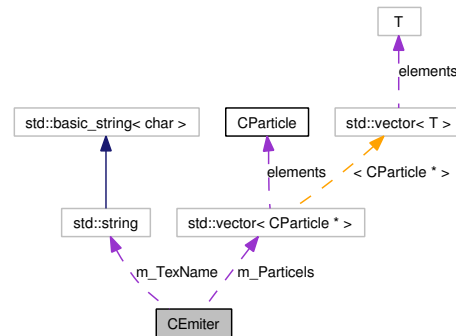 T
elements
std::basic_string< char >
CParticle
std::vector< T >
elements
< CParticle * >
std::string
std::vector< CParticle * >
m_TexName
m_Particels
CEmiter